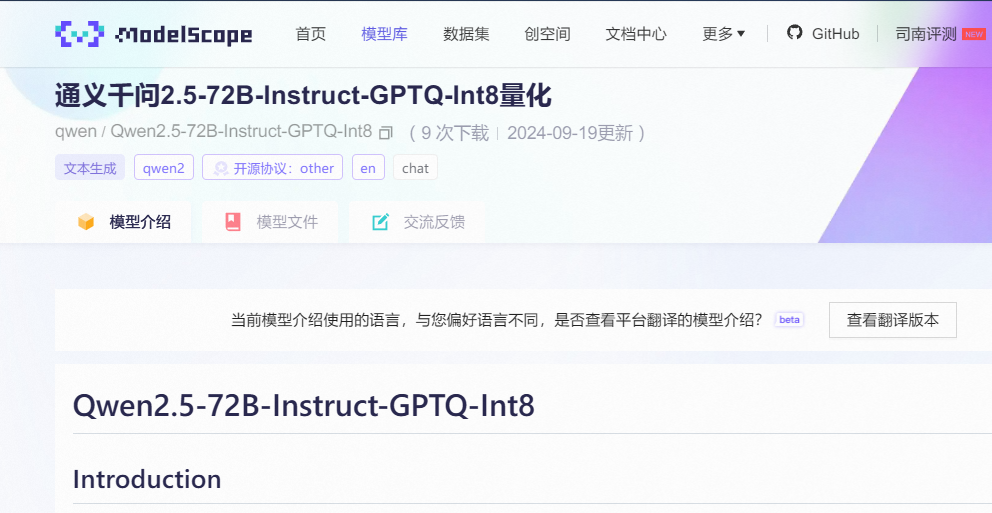 ModelScope 首页 模型库 数据集 创空间 文档中心 更多 GitHub 司南评测 NEW
通义千问2.5-72B-Instruct-GPTQ-Int8量化
qwen / Qwen2.5-72B-Instruct-GPTQ-Int8 ( 9 次下载 | 2024-09-19更新 )
文本生成 qwen2 开源协议：other en chat
模型介绍 模型文件 交流反馈
当前模型介绍使用的语言，与您偏好语言不同，是否查看平台翻译的模型介绍？ beta 查看翻译版本
Qwen2.5-72B-Instruct-GPTQ-Int8
Introduction